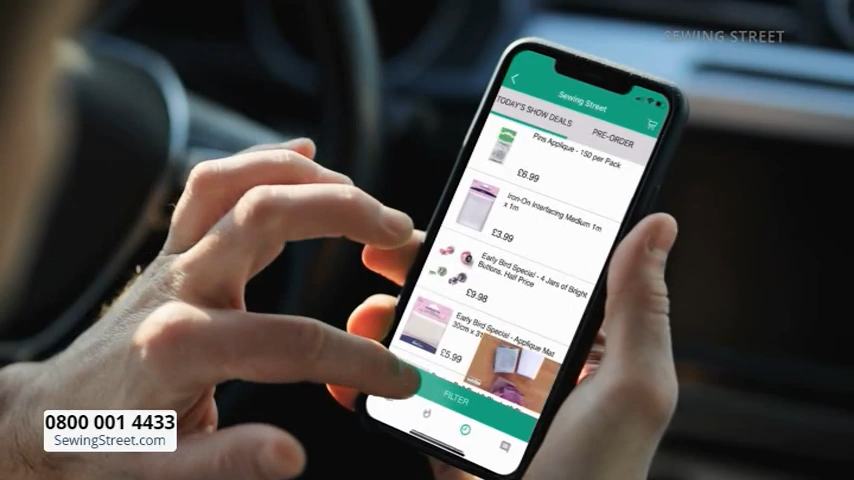 SEWING STREET
Sewing Street
TODAY'S SHOW DEALS
PRE-ORDER
Pins Applique - 150 per Pack
£6.99
Iron-On Interfacing Medium 1m
x 1m
£3.99
Early Bird Special - 4 Jars of Bright
Buttons. Half Price
£9.98
Early Bird Special - Applique Mat
30cm x
£5.99
FILTER
0800 001 4433
SewingStreet.com